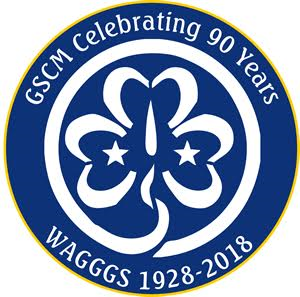 GSCM Celebrating 90 Years
WAGGGS 1928-2018